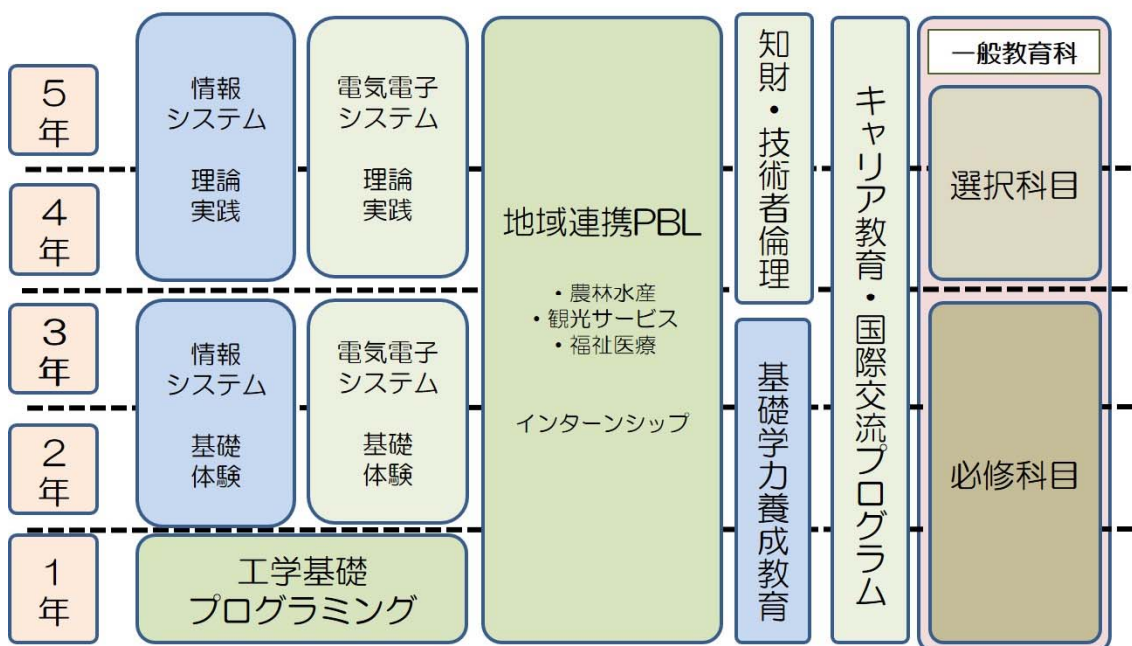 5
年
4
年
3
年
2
年
1
年
情報
システム
理論
実践
電気電子
システム
理論
実践
情報
システム
基礎
体験
電気電子
システム
基礎
体験
工学基礎
プログラミング
地域連携PBL
・農林水産
・観光サービス
・福祉医療
インターンシップ
知財・技術者倫理
基礎学力養成教育
キャリア教育・国際交流プログラム
一般教育科
選択科目
必修科目